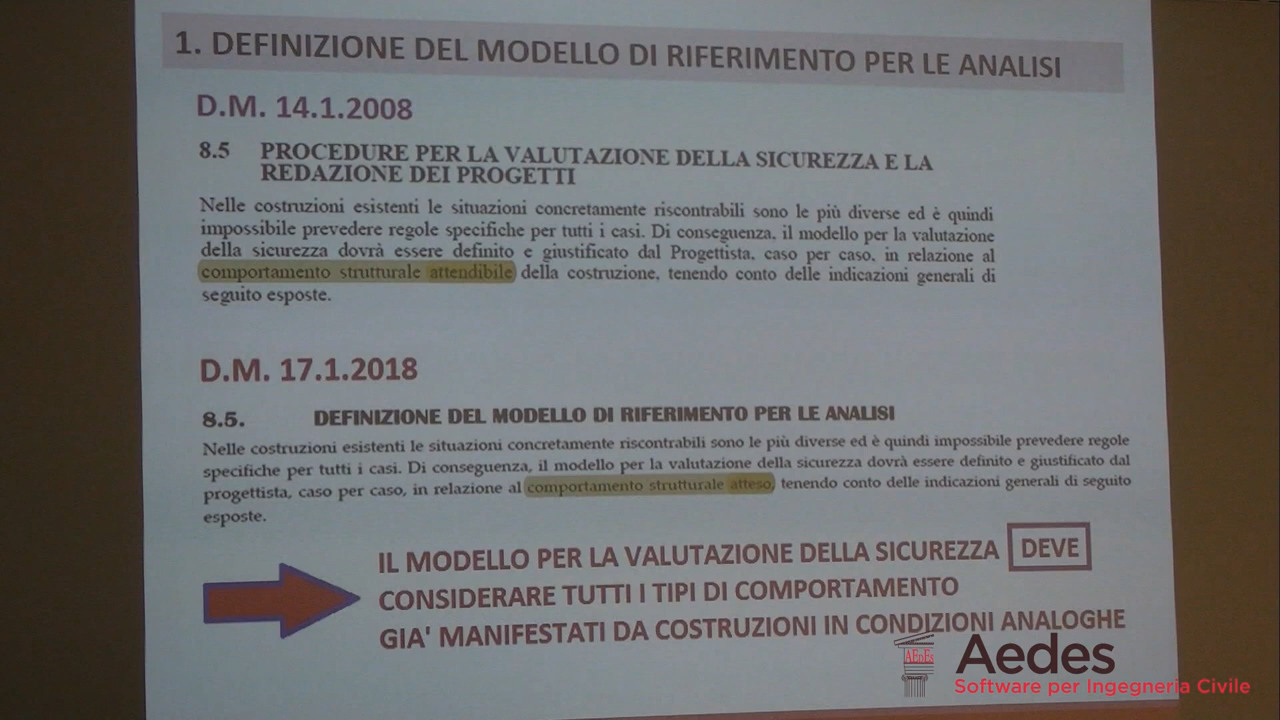 1. DEFINIZIONE DEL MODELLO DI RIFERIMENTO PER LE ANALISI
D.M. 14.1.2008
8.5 PROCEDURE PER LA VALUTAZIONE DELLA SICUREZZA E LA
REDAZIONE DEI PROGETTI
Nelle costruzioni esistenti le situazioni concretamente riscontrabili sono le più diverse ed è quindi
impossibile prevedere regole specifiche per tutti i casi. Di conseguenza, il modello per la valutazione
della sicurezza dovrà essere definito e giustificato dal Progettista, caso per caso, in relazione al
comportamento strutturale attendibile della costruzione, tenendo conto delle indicazioni generali di
seguito esposte.
D.M. 17.1.2018
8.5. DEFINIZIONE DEL MODELLO DI RIFERIMENTO PER LE ANALISI
Nelle costruzioni esistenti le situazioni concretamente riscontrabili sono le più diverse ed è quindi impossibile prevedere regole
specifiche per tutti i casi. Di conseguenza, il modello per la valutazione della sicurezza dovrà essere definito e giustificato dal
progettista, caso per caso, in relazione al comportamento strutturale atteso, tenendo conto delle indicazioni generali di seguito
esposte.
IL MODELLO PER LA VALUTAZIONE DELLA SICUREZZA DEVE
CONSIDERARE TUTTI I TIPI DI COMPORTAMENTO
GIA' MANIFESTATI DA COSTRUZIONI IN CONDIZIONI ANALOGHE
AEDES
Aedes
Software per Ingegneria Civile